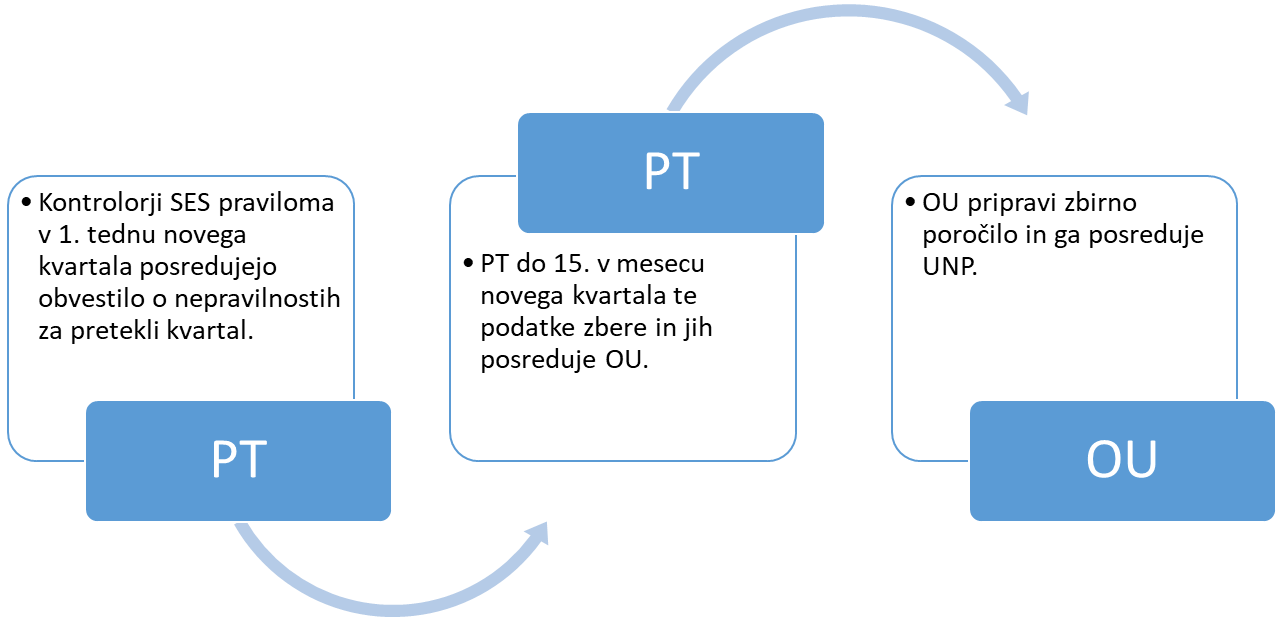 • Kontrolorji SES praviloma
v 1. tednu novega
kvartala posredujejo
obvestilo o nepravilnostih
za pretekli kvartal.
PT
PT
• PT do 15. v mesecu
novega kvartala te
podatke zbere in jih
posreduje OU.
• OU pripravi zbirno
poročilo in ga posreduje
UNP.
OU